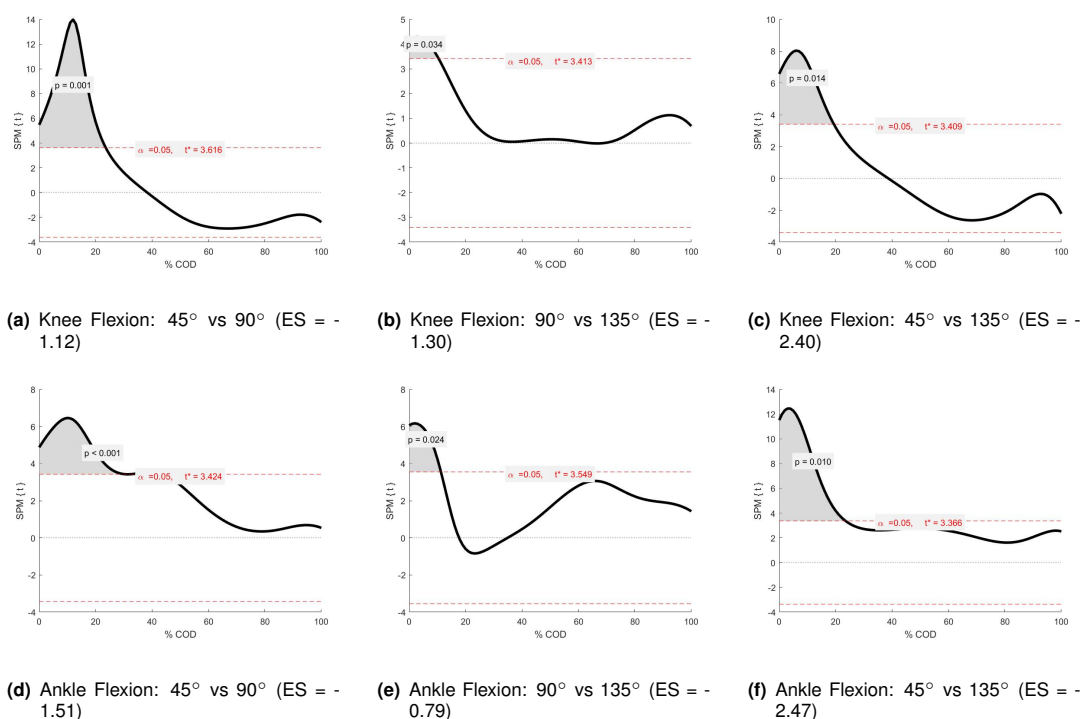 14
12
10
8
6
4
2
0
-2
-4
SPM { t }
p = 0.001
α =0.05, t* = 3.616
0 20 40 60 80 100
% COD
5
4
3
2
1
0
-1
-2
-3
-4
SPM { t }
p = 0.034
α =0.05, t* = 3.413
0 20 40 60 80 100
% COD
10
8
6
4
2
0
-2
-4
SPM { t }
p = 0.014
α =0.05, t* = 3.409
0 20 40 60 80 100
% COD
(a) Knee Flexion: 45° vs 90° (ES = -
1.12)
(b) Knee Flexion: 90° vs 135° (ES = -
1.30)
(c) Knee Flexion: 45° vs 135° (ES = -
2.40)
8
6
4
2
0
-2
-4
SPM { t }
p < 0.001
α =0.05, t* = 3.424
0 20 40 60 80 100
% COD
8
6
4
2
0
-2
-4
SPM { t }
p = 0.024
α =0.05, t* = 3.549
0 20 40 60 80 100
% COD
14
12
10
8
6
4
2
0
-2
-4
SPM { t }
p = 0.010
α =0.05, t* = 3.366
0 20 40 60 80 100
% COD
(d) Ankle Flexion: 45° vs 90° (ES = -
1.51)
(e) Ankle Flexion: 90° vs 135° (ES = -
0.79)
(f) Ankle Flexion: 45° vs 135° (ES = -
2.47)